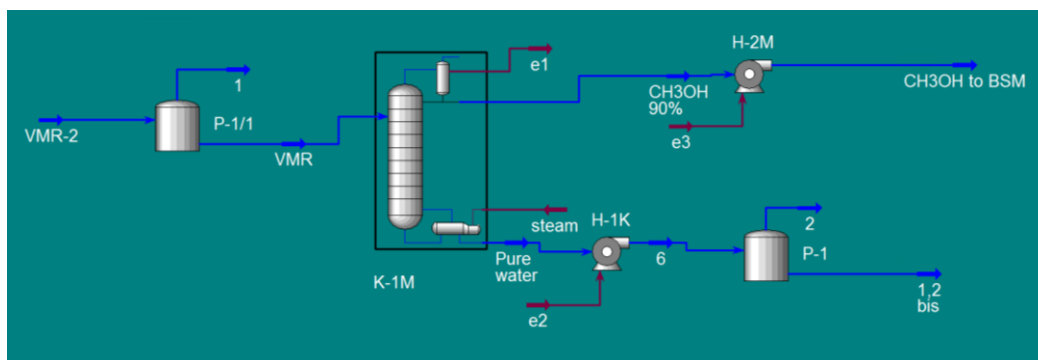 1
P-1/1
VMR-2
VMR
e1
K-1M
H-2M
CH3OH
90%
e3
CH3OH to BSM
steam
H-1K
Pure
water
e2
6
2
P-1
1,2
bis